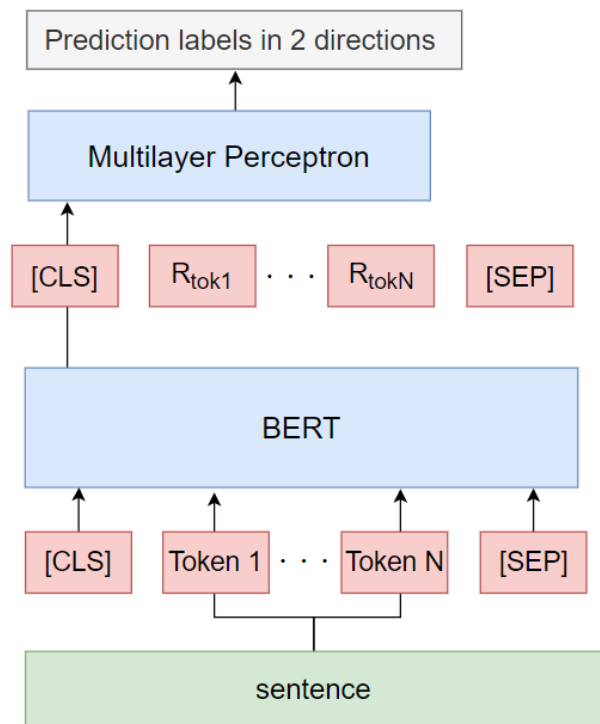 Prediction labels in 2 directions
Multilayer Perceptron
[CLS] Rtok1 · · · RtokN [SEP]
BERT
[CLS] Token 1 · · · Token N [SEP]
sentence